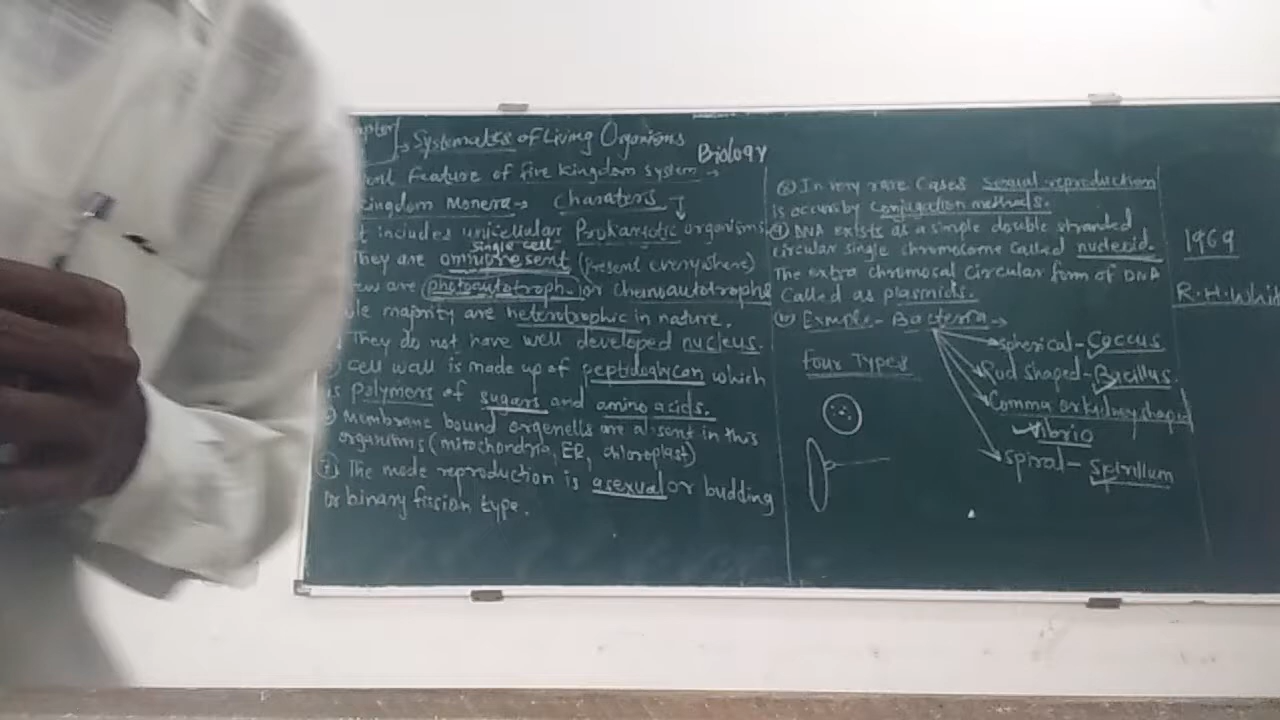 Systematics of Living Organisms
Biology
Feature of five Kingdom system →
Kingdom Monera → Charaters
includes unicellular Prokaryotic organisms
single cell
They are omnipresent (present everywhere)
are photoautotroph or Chemoautotrophs
majority are heterotrophic in nature.
They do not have well developed nucleus.
Cell wall is made up of peptidoglycan which
is Polymers of sugars and amino acids.
Membrane bound orgenells are absent in this
organisms (mitochondria, ER, chloroplast)
⑦ The mode reproduction is asexual or budding
or binary fission type.
⑧ In very rare cases sexual reproduction
is occurs by conjugation methods.
⑨ DNA exists as a simple double stranded
circular single chromosome called nucleoid.
The extra chromosal Circular form of DNA
Called as plasmids.
⑩ Example - Bacteria →
Four Types
spherical - Coccus
Rod shaped - Bacillus.
Comma or kidney shaped
Vibrio
spiral - Spirillum
1969
R.H.Whit